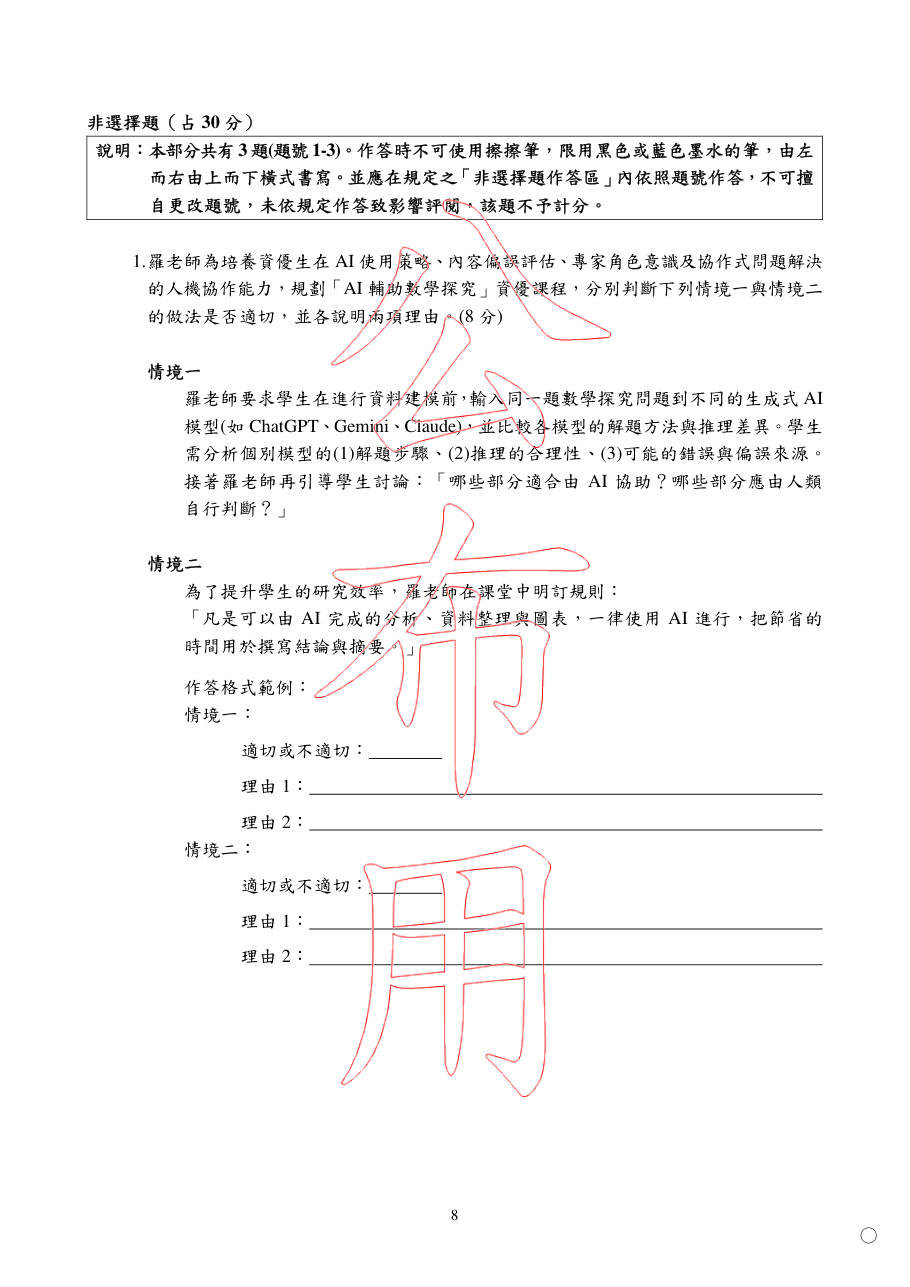 非選擇題（占 30 分）
說明：本部分共有 3 題(題號 1-3)。作答時不可使用擦擦筆，限用黑色或藍色墨水的筆，由左
而右由上而下橫式書寫。並應在規定之「非選擇題作答區」內依照題號作答，不可擅
自更改題號，未依規定作答致影響評閱，該題不予計分。
1.羅老師為培養資優生在 AI 使用策略、內容偏誤評估、專家角色意識及協作式問題解決
的人機協作能力，規劃「AI 輔助數學探究」資優課程，分別判斷下列情境一與情境二
的做法是否適切，並各說明兩項理由。(8 分)
情境一
羅老師要求學生在進行資料建模前，輸入同一題數學探究問題到不同的生成式 AI
模型(如 ChatGPT、Gemini、Claude)，並比較各模型的解題方法與推理差異。學生
需分析個別模型的(1)解題步驟、(2)推理的合理性、(3)可能的錯誤與偏誤來源。
接著羅老師再引導學生討論：「哪些部分適合由 AI 協助？哪些部分應由人類
自行判斷？」
情境二
為了提升學生的研究效率，羅老師在課堂中明訂規則：
「凡是可以由 AI 完成的分析、資料整理與圖表，一律使用 AI 進行，把節省的
時間用於撰寫結論與摘要。」
作答格式範例：
情境一：
適切或不適切：
理由 1：
理由 2：
情境二：
適切或不適切：
理由 1：
理由 2：
公布用
8